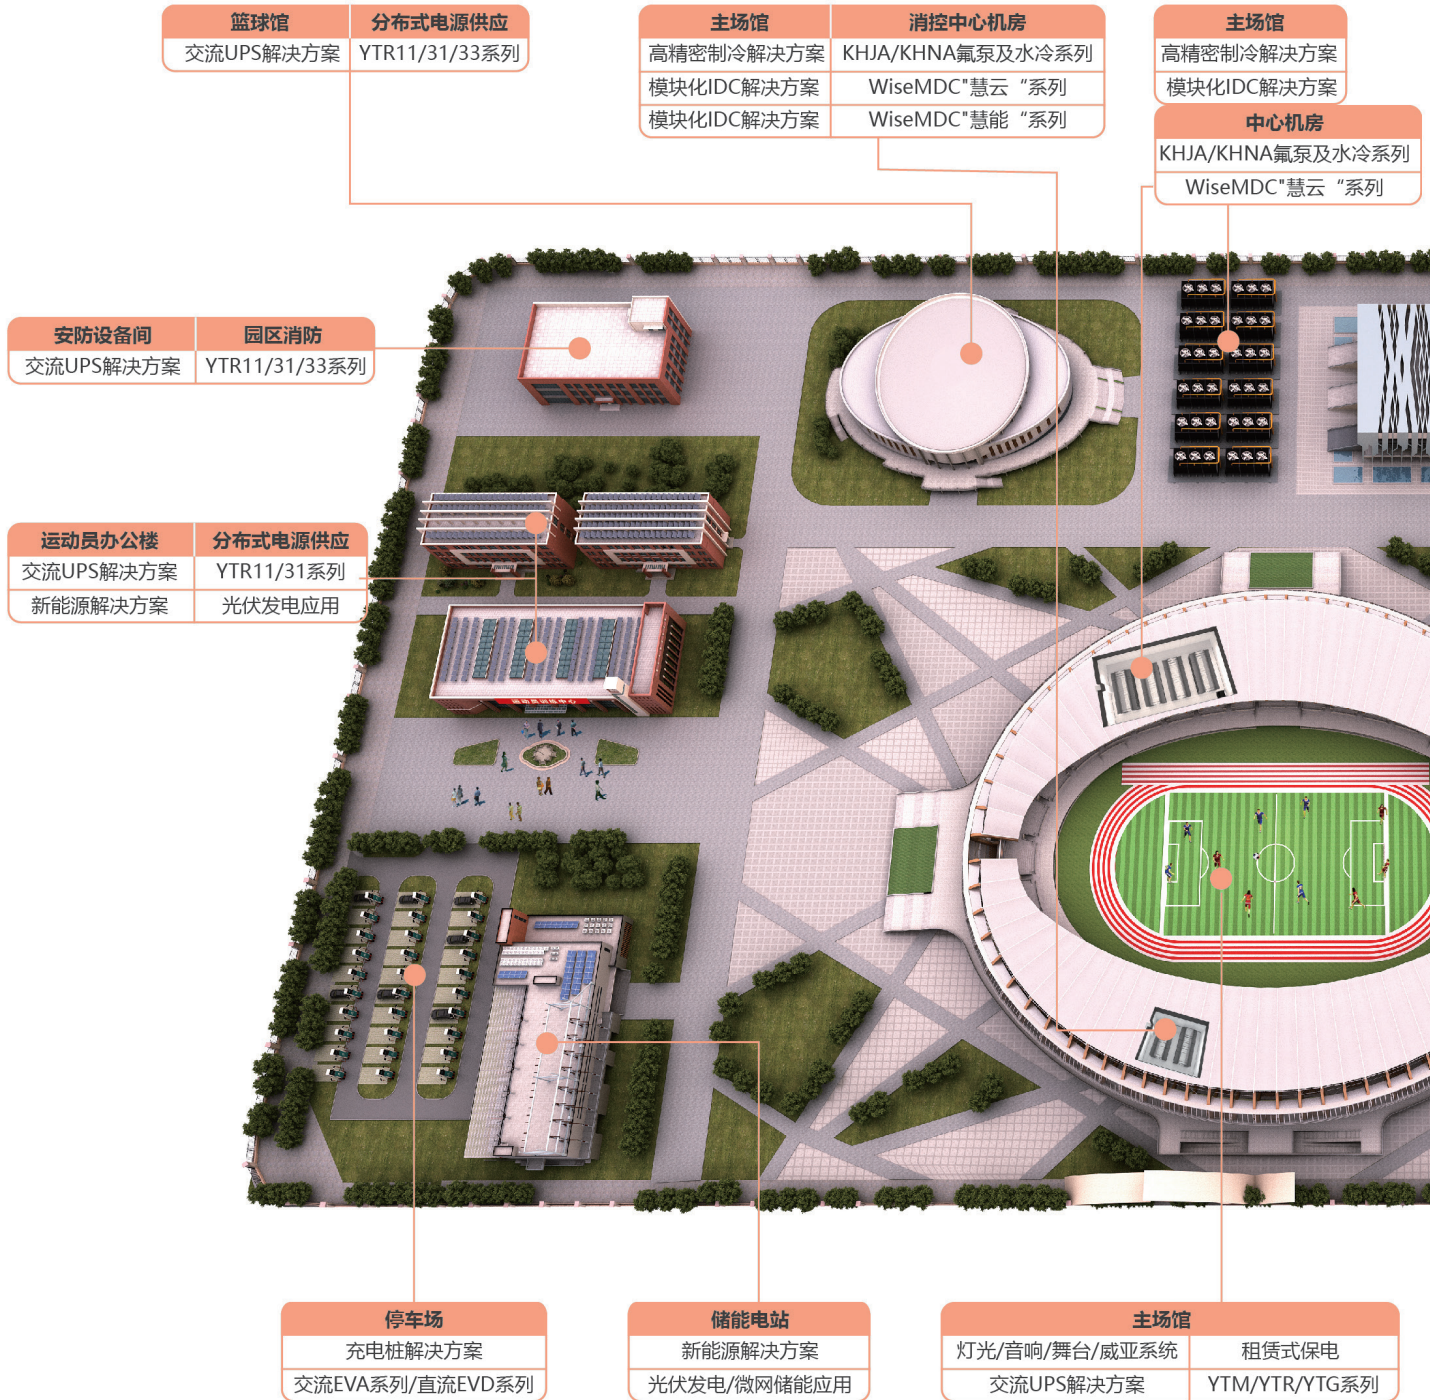 篮球馆 分布式电源供应
交流UPS解决方案 YTR11/31/33系列
主场馆 消控中心机房
高精密制冷解决方案 KHJA/KHNA氟泵及水冷系列
模块化IDC解决方案 WiseMDC"慧云“系列
模块化IDC解决方案 WiseMDC"慧能“系列
主场馆
高精密制冷解决方案
模块化IDC解决方案
中心机房
KHJA/KHNA氟泵及水冷系列
WiseMDC"慧云“系列
安防设备间 园区消防
交流UPS解决方案 YTR11/31/33系列
运动员办公楼 分布式电源供应
交流UPS解决方案 YTR11/31系列
新能源解决方案 光伏发电应用
停车场
充电桩解决方案
交流EVA系列/直流EVD系列
储能电站
新能源解决方案
光伏发电/微网储能应用
主场馆
灯光/音响/舞台/威亚系统 租赁式保电
交流UPS解决方案 YTM/YTR/YTG系列